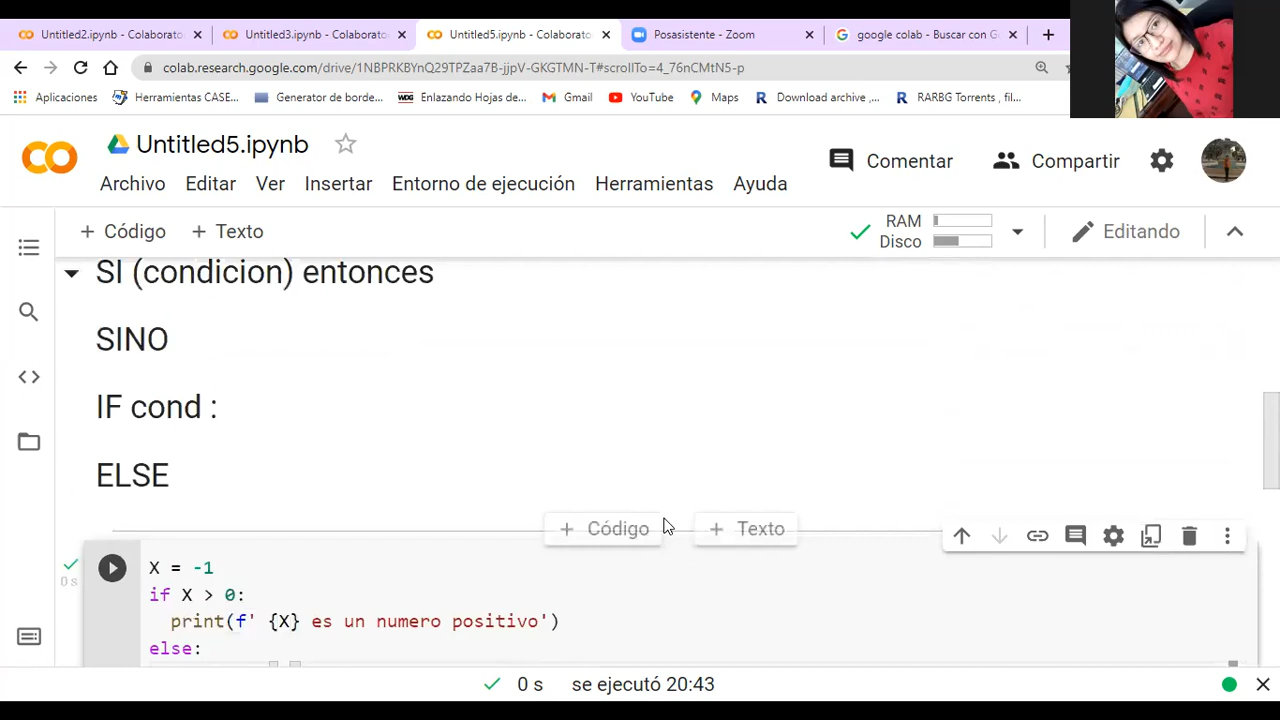 Untitled2.ipynb - Colaborato
Untitled3.ipynb - Colaborato
Untitled5.ipynb - Colaborato
Posasistente - Zoom
google colab - Buscar con G
colab.research.google.com/drive/1NBPRKBnnQ29TPZaa7B-jjpV-GKGTMN-T#scrollTo=4_76nCMtN5-p
Aplicaciones
Herramientas CASE...
Generador de borde...
Enlazando Hojas de...
Gmail
YouTube
Maps
Download archive ,...
RARBG Torrents , fil...
Untitled5.ipynb
Comentar
Compartir
Archivo Editar Ver Insertar Entorno de ejecución Herramientas Ayuda
+ Código + Texto
RAM
Disco
Editando
SI (condicion) entonces
SINO
IF cond :
ELSE
+ Código + Texto
0 s
X = -1
if X > 0:
print(f' {X} es un numero positivo')
else:
0 s se ejecutó 20:43